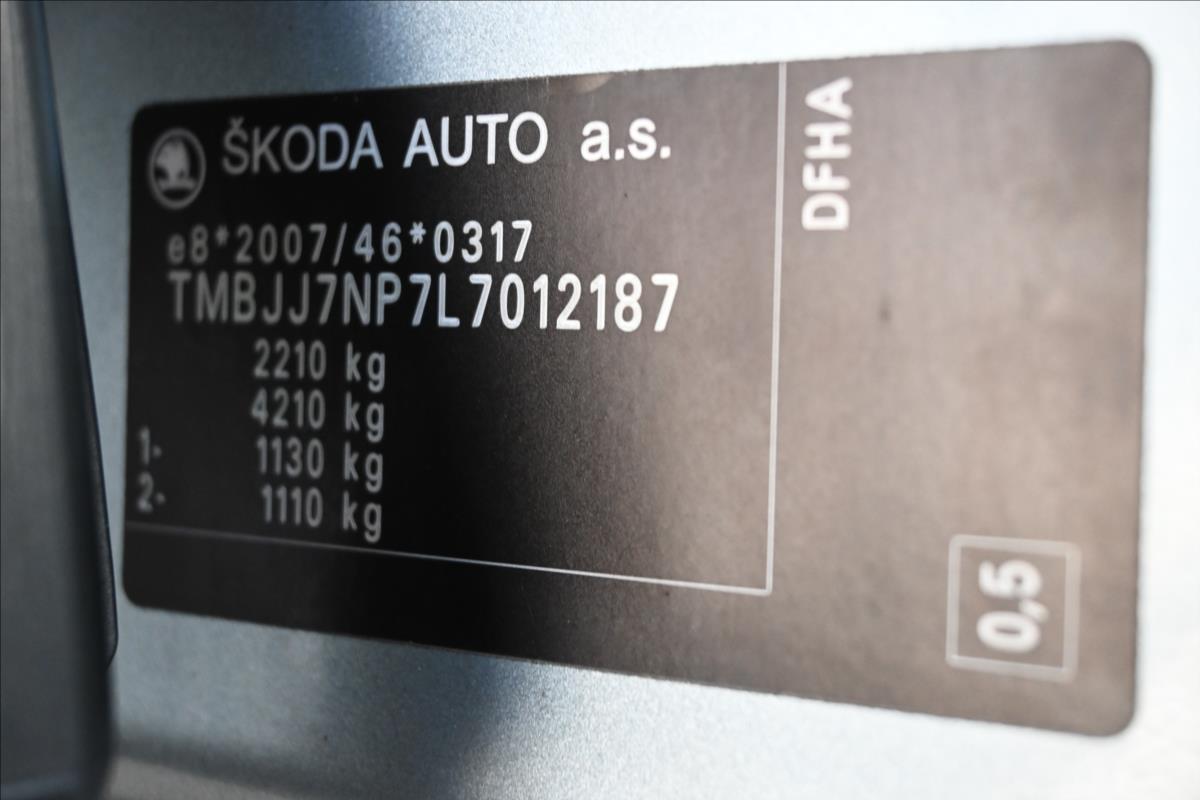 ŠKODA AUTO a.s.
e8*2007/46*0317
TMBJJ7NP7L7012187
2210 kg
4210 kg
1- 1130 kg
2- 1110 kg
DFHA
0,5